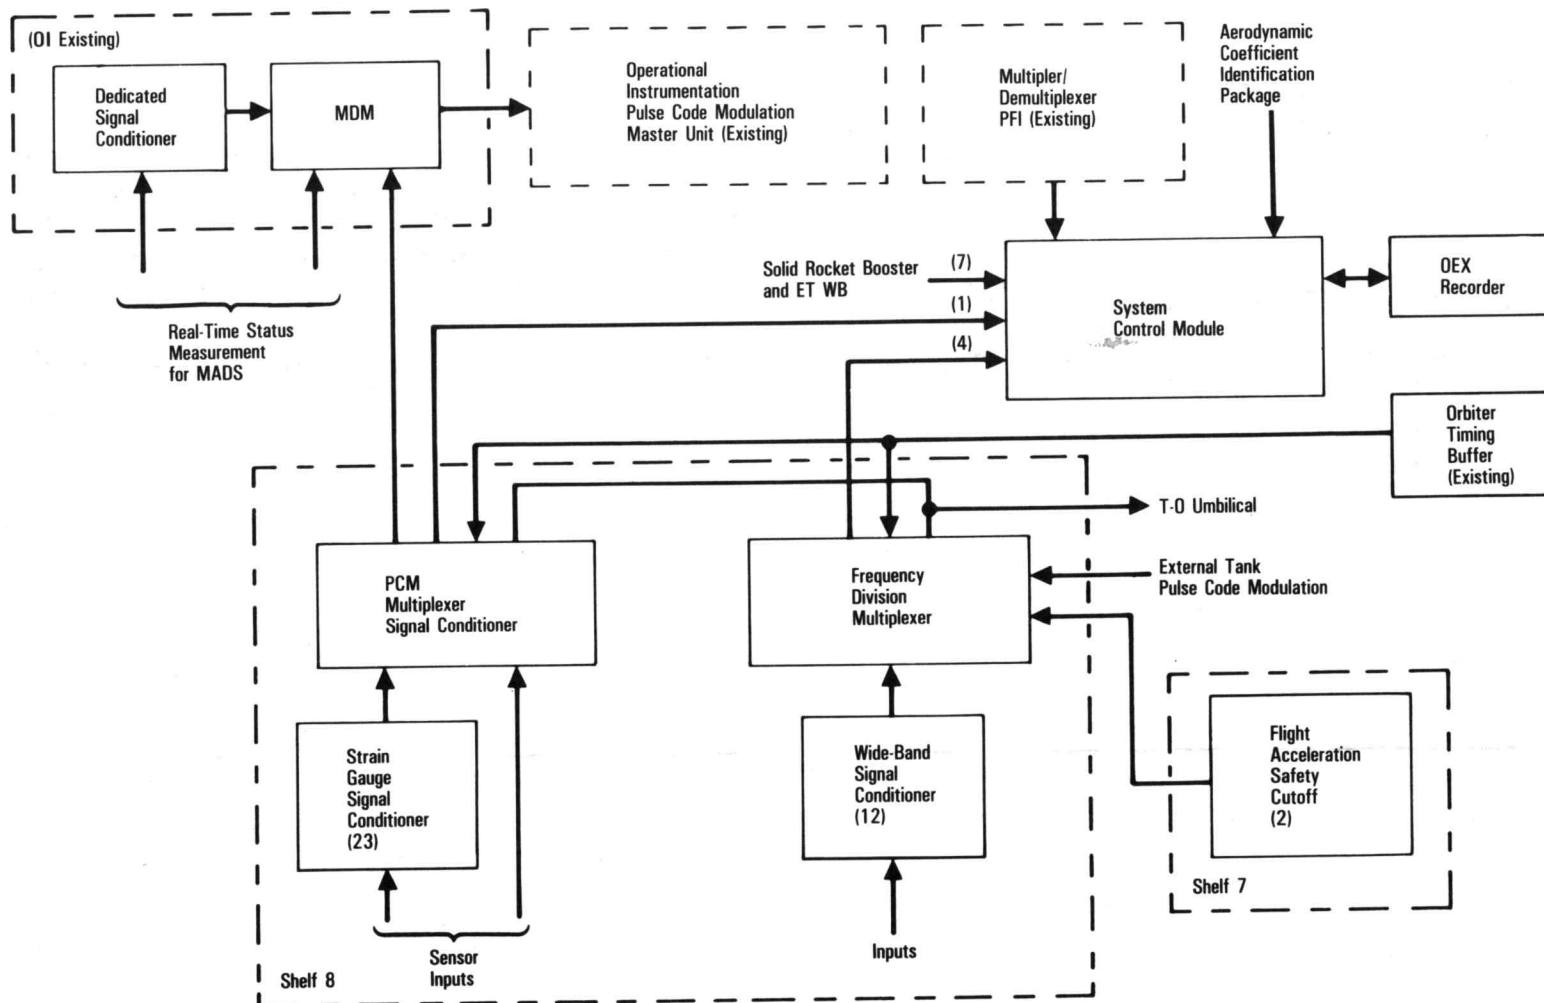 (OI Existing)
Dedicated
Signal
Conditioner
MDM
Operational
Instrumentation
Pulse Code Modulation
Master Unit (Existing)
Multipler/
Demultiplexer
PFI (Existing)
Aerodynamic
Coefficient
Identification
Package
Real-Time Status
Measurement
for MADS
Solid Rocket Booster
and ET WB
(7)
(1)
(4)
System
Control Module
OEX
Recorder
Orbiter
Timing
Buffer
(Existing)
T-0 Umbilical
External Tank
Pulse Code Modulation
PCM
Multiplexer
Signal Conditioner
Frequency
Division
Multiplexer
Strain
Gauge
Signal
Conditioner
(23)
Wide-Band
Signal
Conditioner
(12)
Flight
Acceleration
Safety
Cutoff
(2)
Shelf 7
Sensor
Inputs
Inputs
Shelf 8